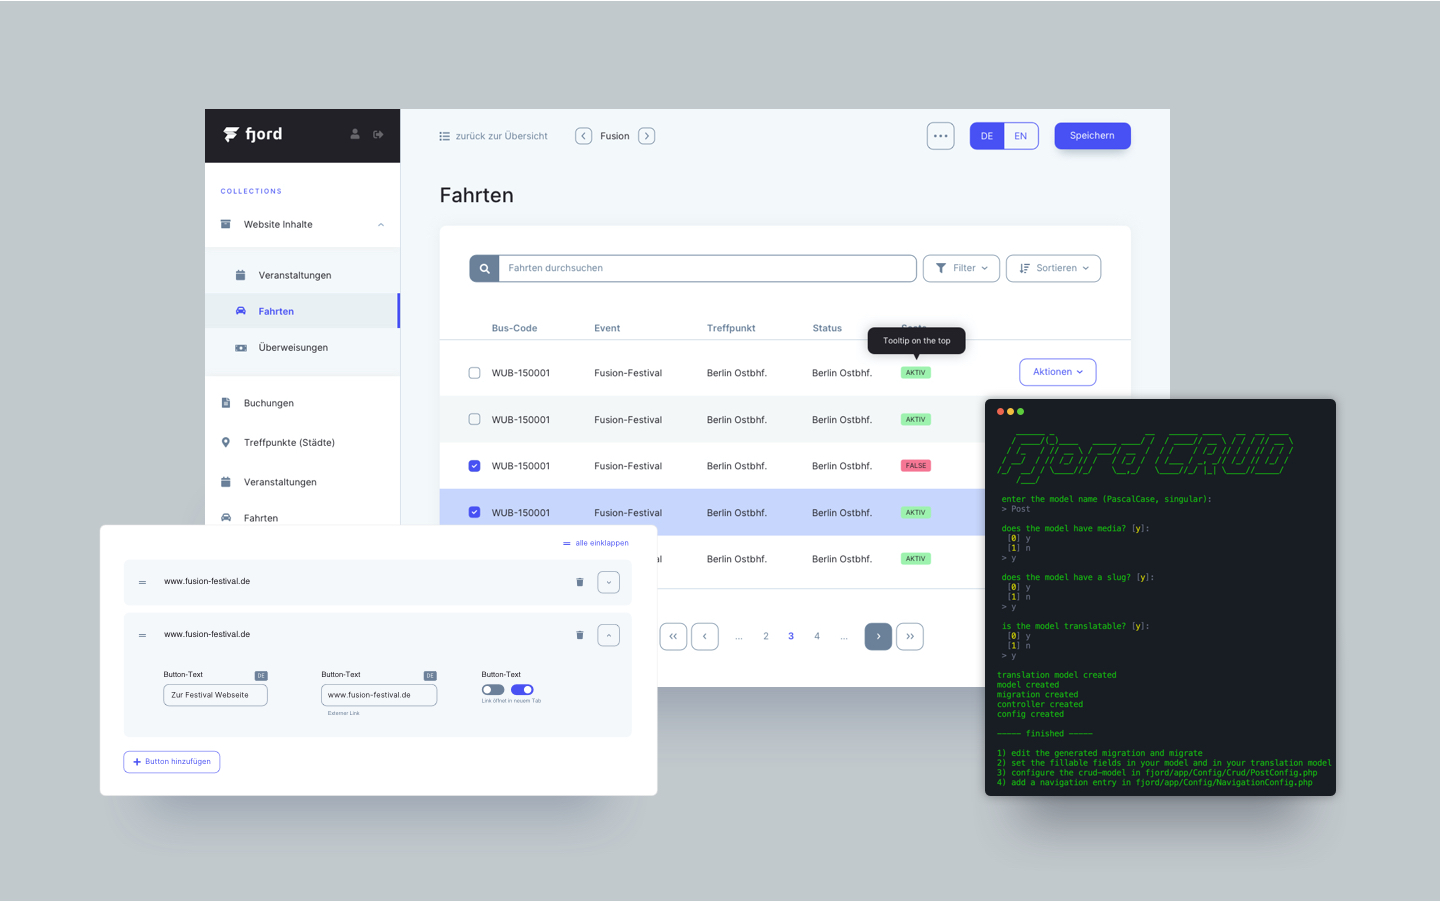 fjord
zurück zur Übersicht
Fusion
DE
EN
Speichern
COLLECTIONS
Website Inhalte
Veranstaltungen
Fahrten
Überweisungen
Buchungen
Treffpunkte (Städte)
Veranstaltungen
Fahrten
Fahrten
Fahrten durchsuchen
Filter
Sortieren
Bus-Code Event Treffpunkt Status
Tooltip on the top
WUB-150001 Fusion-Festival Berlin Ostbhf. Berlin Ostbhf. AKTIV Aktionen
WUB-150001 Fusion-Festival Berlin Ostbhf. Berlin Ostbhf. AKTIV
WUB-150001 Fusion-Festival Berlin Ostbhf. Berlin Ostbhf. FALSE
WUB-150001 Fusion-Festival Berlin Ostbhf. Berlin Ostbhf. AKTIV
Berlin Ostbhf. Berlin Ostbhf. AKTIV
... 2 3 4 ...
alle einklappen
www.fusion-festival.de
www.fusion-festival.de
Button-Text DE
Zur Festival Webseite
Button-Text DE
www.fusion-festival.de
Externer Link
Button-Text
Link öffnet in neuem Tab
+ Button hinzufügen
Fjord CRUD
enter the model name (PascalCase, singular):
> Post
does the model have media? [y]:
[0] y
[1] n
> y
does the model have a slug? [y]:
[0] y
[1] n
> y
is the model translatable? [y]:
[0] y
[1] n
> y
translation model created
model created
migration created
controller created
config created
----- finished -----
1) edit the generated migration and migrate
2) set the fillable fields in your model and in your translation model
3) configure the crud-model in fjord/app/Config/Crud/PostConfig.php
4) add a navigation entry in fjord/app/Config/NavigationConfig.php